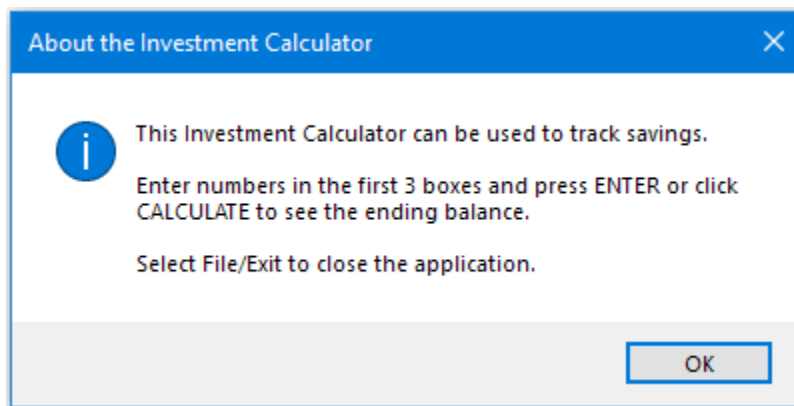 About the Investment Calculator
This Investment Calculator can be used to track savings.
Enter numbers in the first 3 boxes and press ENTER or click
CALCULATE to see the ending balance.
Select File/Exit to close the application.
OK